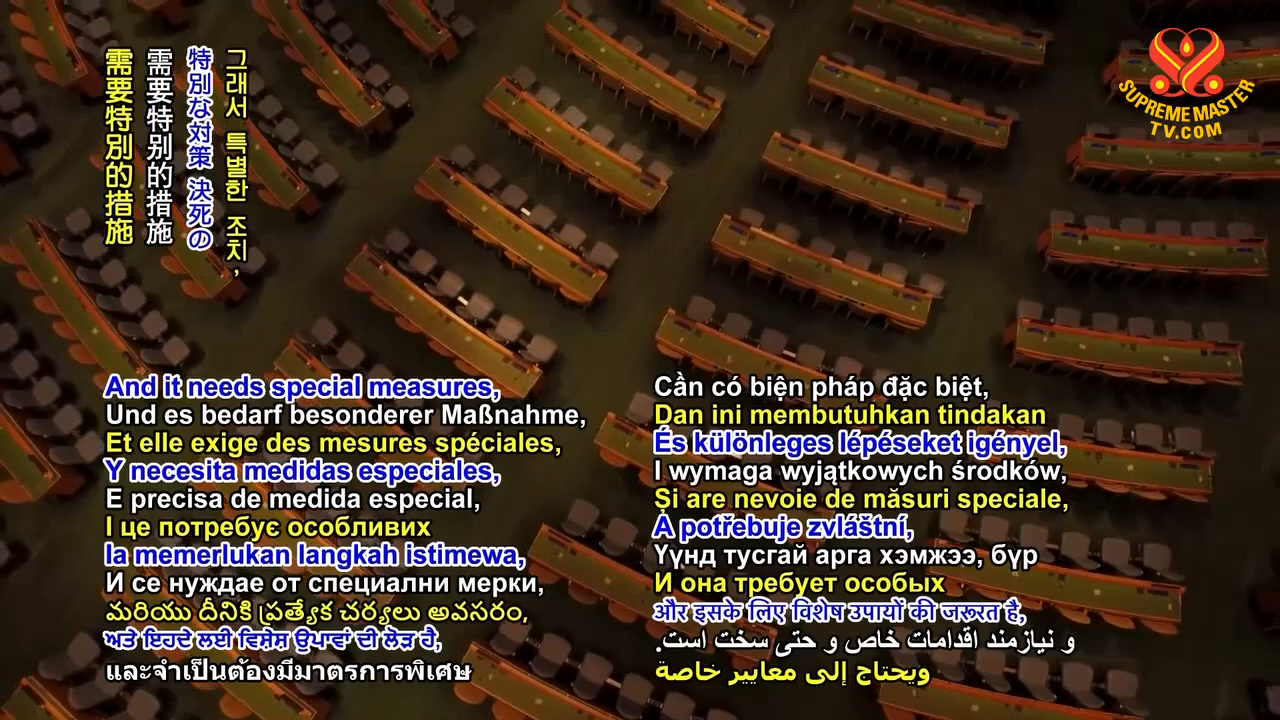 그래서 특별한 조치,
特別な対策 決死の
需要特别的措施
需要特別的措施
SUPREME MASTER
TV.COM
And it needs special measures,
Und es bedarf besonderer Maßnahme,
Et elle exige des mesures spéciales,
Y necesita medidas especiales,
E precisa de medida especial,
І це потребує особливих
Ia memerlukan langkah istimewa,
И се нуждае от специални мерки,
మరియు దీనికి ప్రత్యేక చర్యలు అవసరం,
ਅਤੇ ਇਹਦੇ ਲਈ ਵਿਸ਼ੇਸ਼ ਉਪਾਵਾਂ ਦੀ ਲੋੜ ਹੈ,
และจำเป็นต้องมีมาตรการพิเศษ
Cần có biện pháp đặc biệt,
Dan ini membutuhkan tindakan
És különleges lépéseket igényel,
I wymaga wyjątkowych środków,
Și are nevoie de măsuri speciale,
A potřebuje zvláštní,
Үүнд тусгай арга хэмжээ, бүр
И она требует особых
और इसके लिए विशेष उपायों की जरूरत है,
و نیازمند اقدامات خاص و حتی سخت است.
ويحتاج إلى معايير خاصة